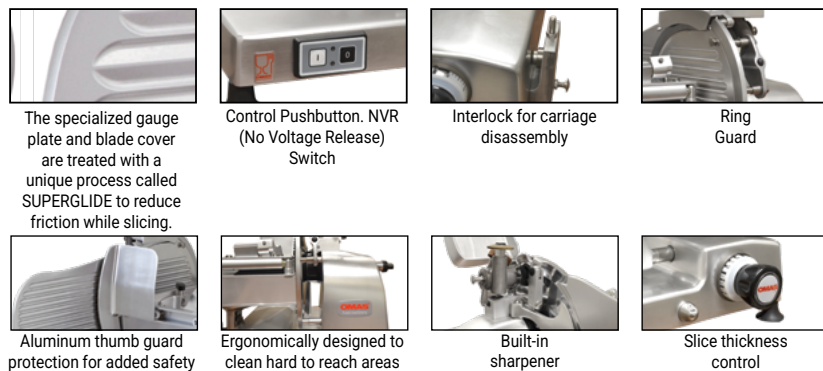 The specialized gauge
plate and blade cover
are treated with a
unique process called
SUPERGLIDE to reduce
friction while slicing.
Control Pushbutton. NVR
(No Voltage Release)
Switch
I
O
Interlock for carriage
disassembly
Ring
Guard
Aluminum thumb guard
protection for added safety
OMAS
Ergonomically designed to
clean hard to reach areas
Built-in
sharpener
OMAS
Slice thickness
control